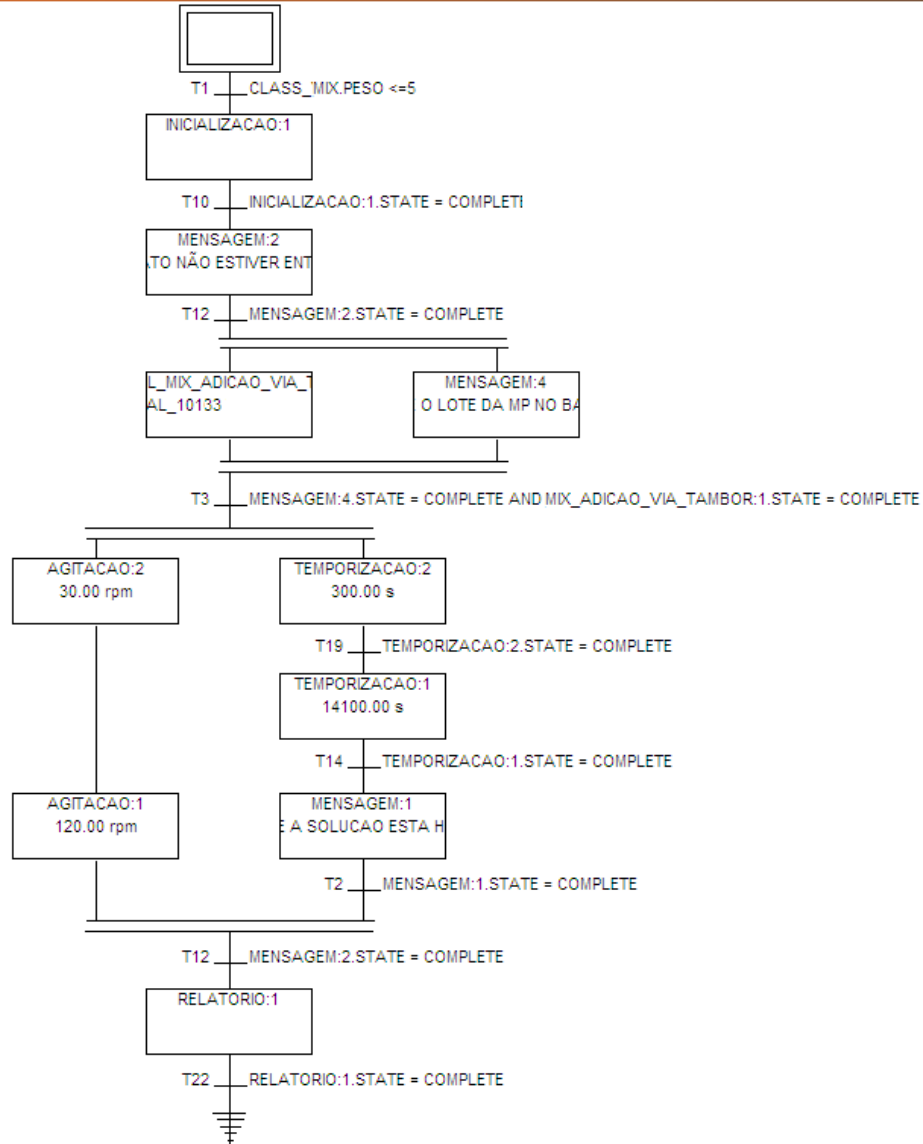 T1 CLASS_MIX.PESO <=5
INICIALIZACAO:1
T10 INICIALIZACAO:1.STATE = COMPLETE
MENSAGEM:2
ATO NÃO ESTIVER ENT
T12 MENSAGEM:2.STATE = COMPLETE
L_MIX_ADICAO_VIA_T
AL_10133
MENSAGEM:4
O LOTE DA MP NO BA
T3 MENSAGEM:4.STATE = COMPLETE AND MIX_ADICAO_VIA_TAMBOR:1.STATE = COMPLETE
AGITACAO:2
30.00 rpm
TEMPORIZACAO:2
300.00 s
T19 TEMPORIZACAO:2.STATE = COMPLETE
TEMPORIZACAO:1
14100.00 s
T14 TEMPORIZACAO:1.STATE = COMPLETE
AGITACAO:1
120.00 rpm
MENSAGEM:1
E A SOLUCAO ESTA H
T2 MENSAGEM:1.STATE = COMPLETE
T12 MENSAGEM:2.STATE = COMPLETE
RELATORIO:1
T22 RELATORIO:1.STATE = COMPLETE